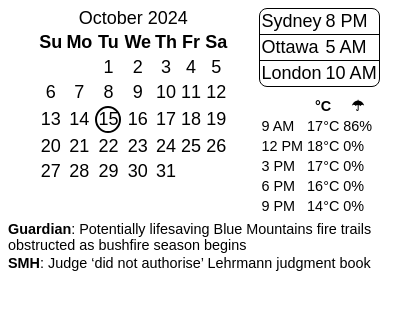 October 2024
Su Mo Tu We Th Fr Sa
1 2 3 4 5
6 7 8 9 10 11 12
13 14 15 16 17 18 19
20 21 22 23 24 25 26
27 28 29 30 31
Sydney 8 PM
Ottawa 5 AM
London 10 AM
°C ☂
9 AM 17°C 86%
12 PM 18°C 0%
3 PM 17°C 0%
6 PM 16°C 0%
9 PM 14°C 0%
Guardian: Potentially lifesaving Blue Mountains fire trails
obstructed as bushfire season begins
SMH: Judge ‘did not authorise’ Lehrmann judgment book